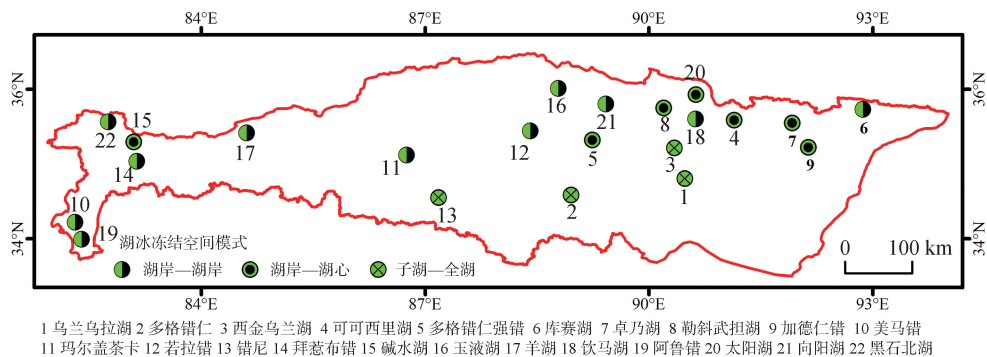 84°E 87°E 90°E 93°E
36°N 36°N
20
15 16 21 8 18 4 7 6
22 17 12 5 3 9
14 11
10 13 2 1
19
34°N 34°N
湖冰冻结空间模式
湖岸—湖岸 湖岸—湖心 子湖—全湖
0 100 km
84°E 87°E 90°E 93°E
1 乌兰乌拉湖 2 多格错仁 3 西金乌兰湖 4 可可西里湖 5 多格错仁强错 6 库赛湖 7 卓乃湖 8 勒斜武担湖 9 加德仁错 10 美马错
11 玛尔盖茶卡 12 若拉错 13 错尼 14 拜惹布错 15 碱水湖 16 玉液湖 17 羊湖 18 饮马湖 19 阿鲁错 20 太阳湖 21 向阳湖 22 黑石北湖